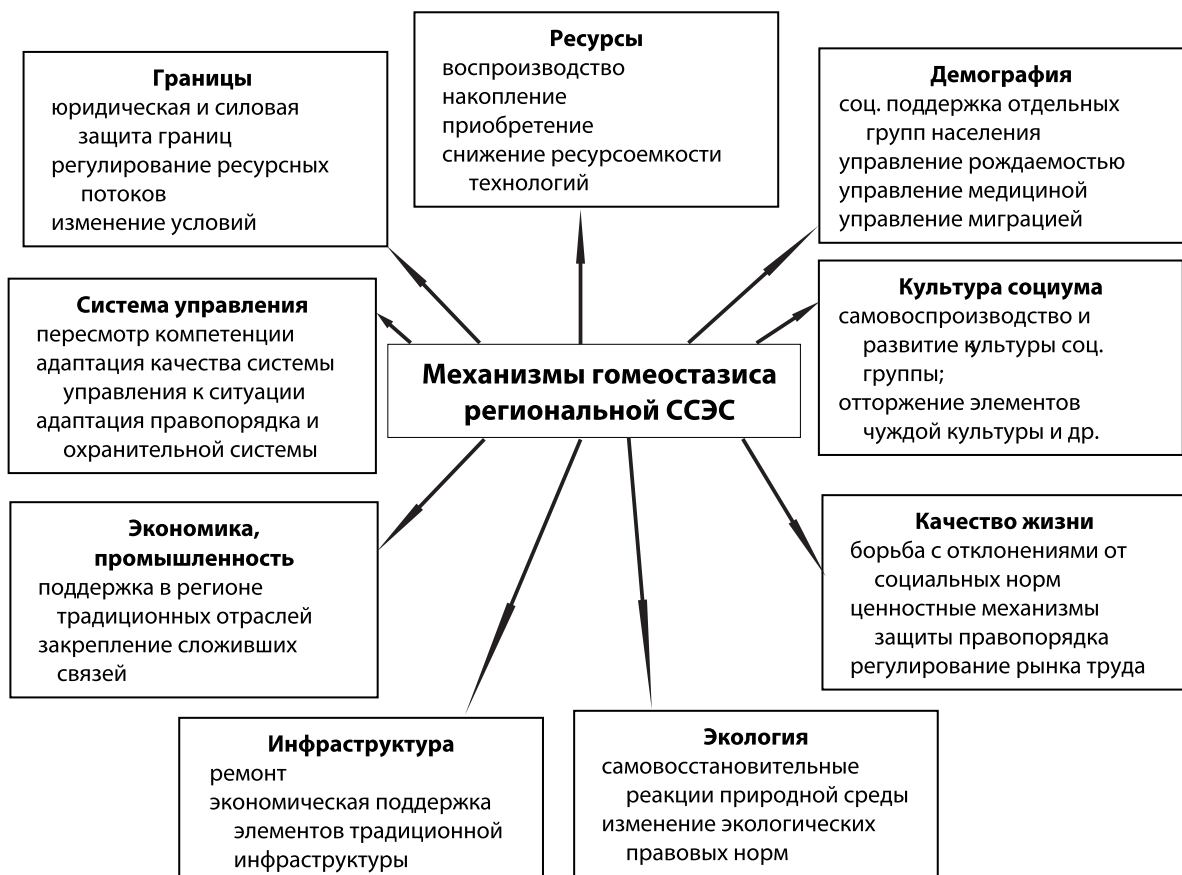 Ресурсы
воспроизводство
накопление
приобретение
снижение ресурсоемкости
технологий
Границы
юридическая и силовая
защита границ
регулирование ресурсных
потоков
изменение условий
Демография
соц. поддержка отдельных
групп населения
управление рождаемостью
управление медициной
управление миграцией
Система управления
пересмотр компетенции
адаптация качества системы
управления к ситуации
адаптация правопорядка и
охранительной системы
Механизмы гомеостазиса
региональной ССЭС
Культура социума
самовоспроизводство и
развитие культуры соц.
группы;
отторжение элементов
чуждой культуры и др.
Экономика,
промышленность
поддержка в регионе
традиционных отраслей
закрепление сложивших
связей
Качество жизни
борьба с отклонениями от
социальных норм
ценностные механизмы
защиты правопорядка
регулирование рынка труда
Инфраструктура
ремонт
экономическая поддержка
элементов традиционной
инфраструктуры
Экология
самовосстановительные
реакции природной среды
изменение экологических
правовых норм